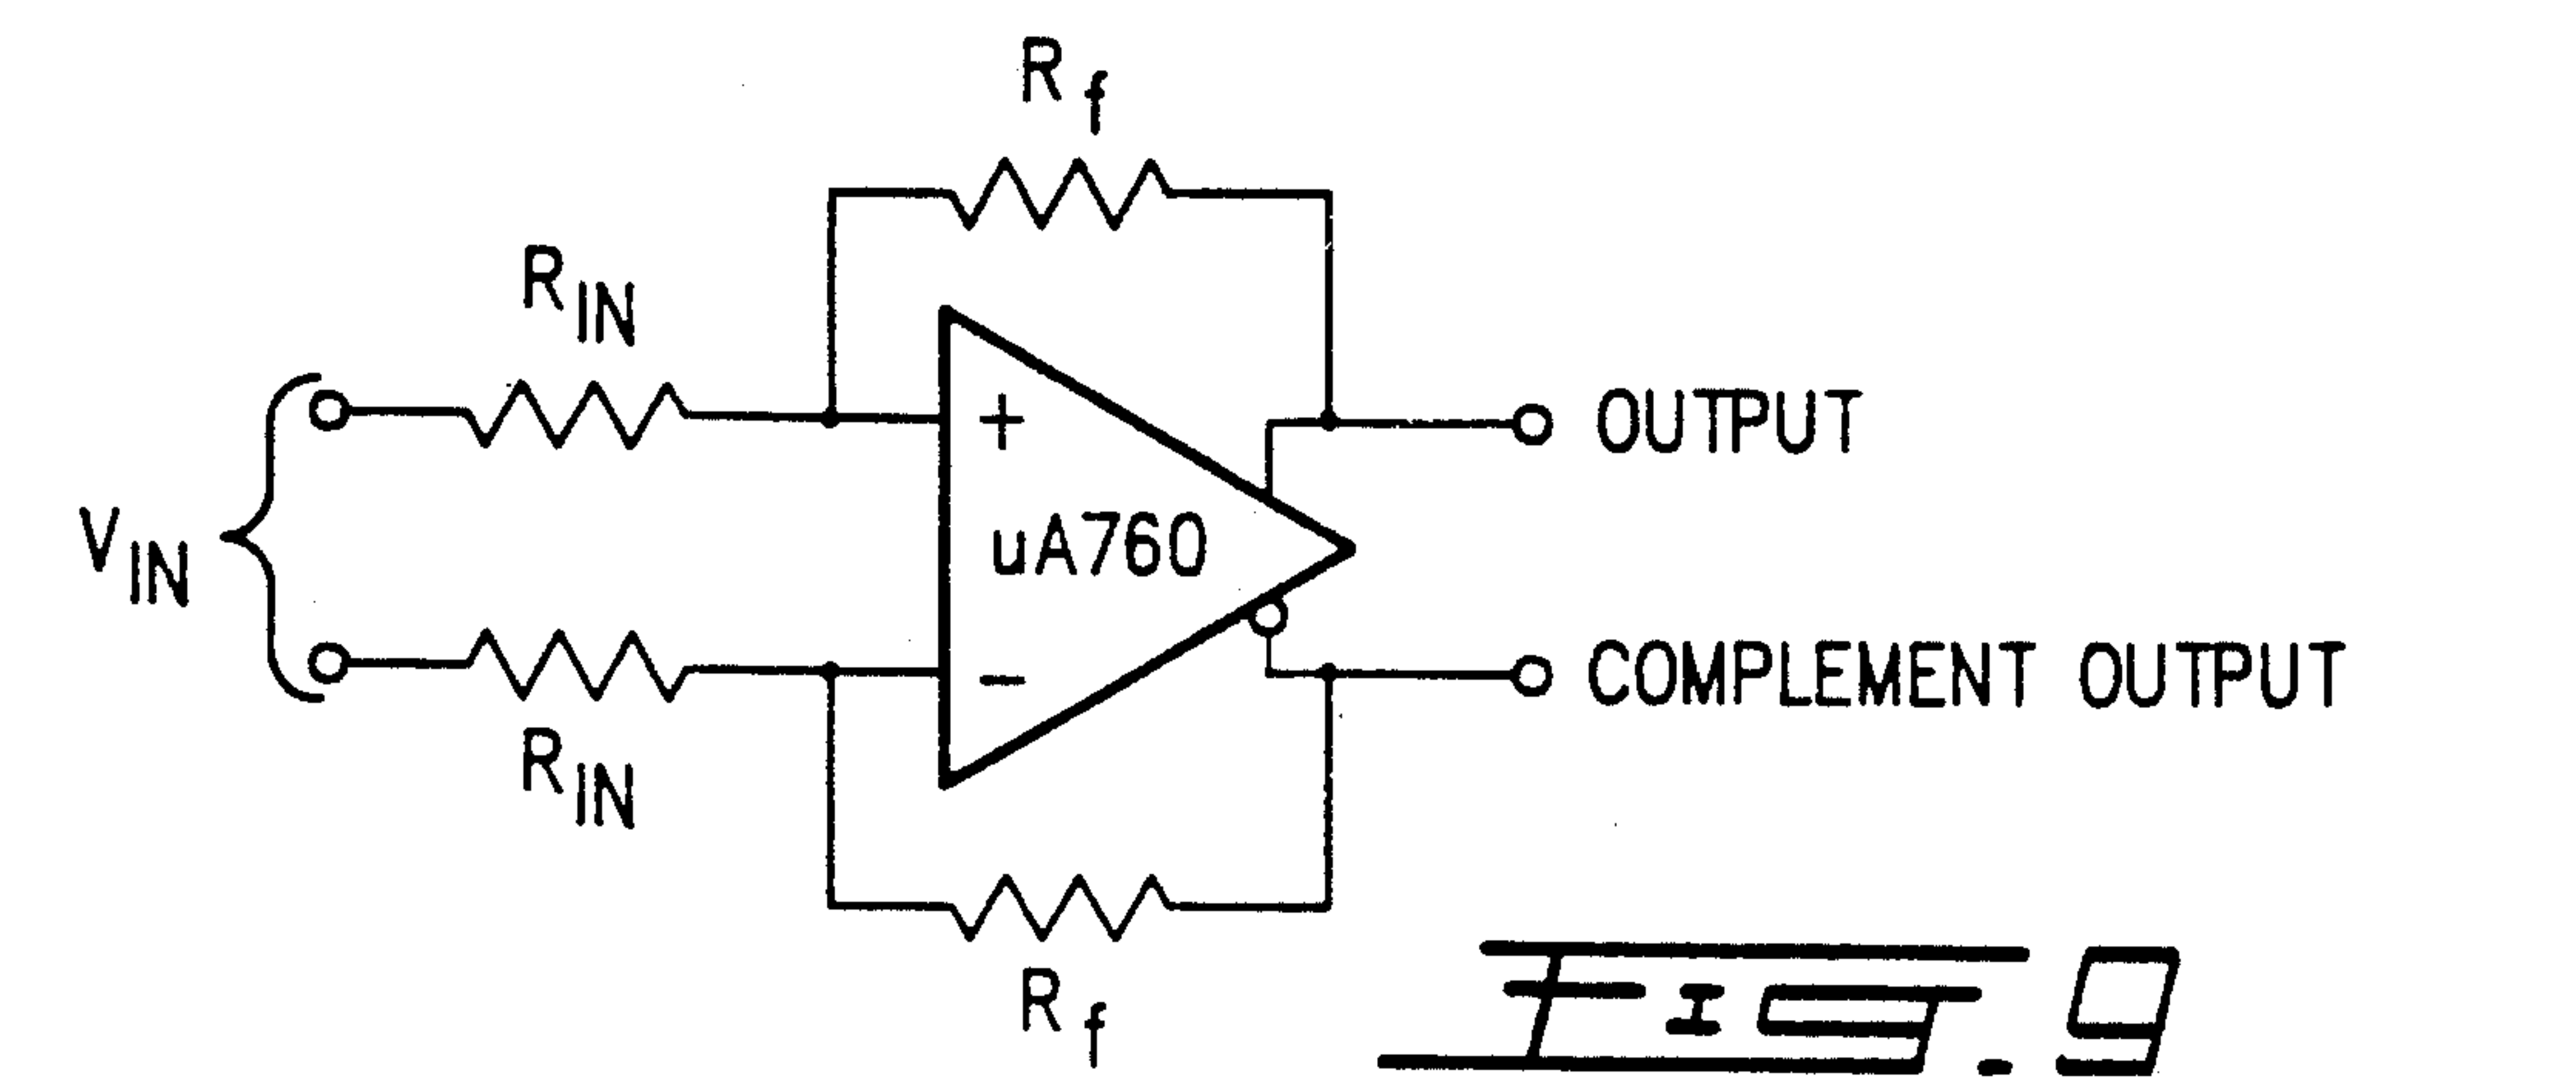 Rf
RIN
+
OUTPUT
VIN
uA760
-
COMPLEMENT OUTPUT
RIN
Rf
FIG. 9